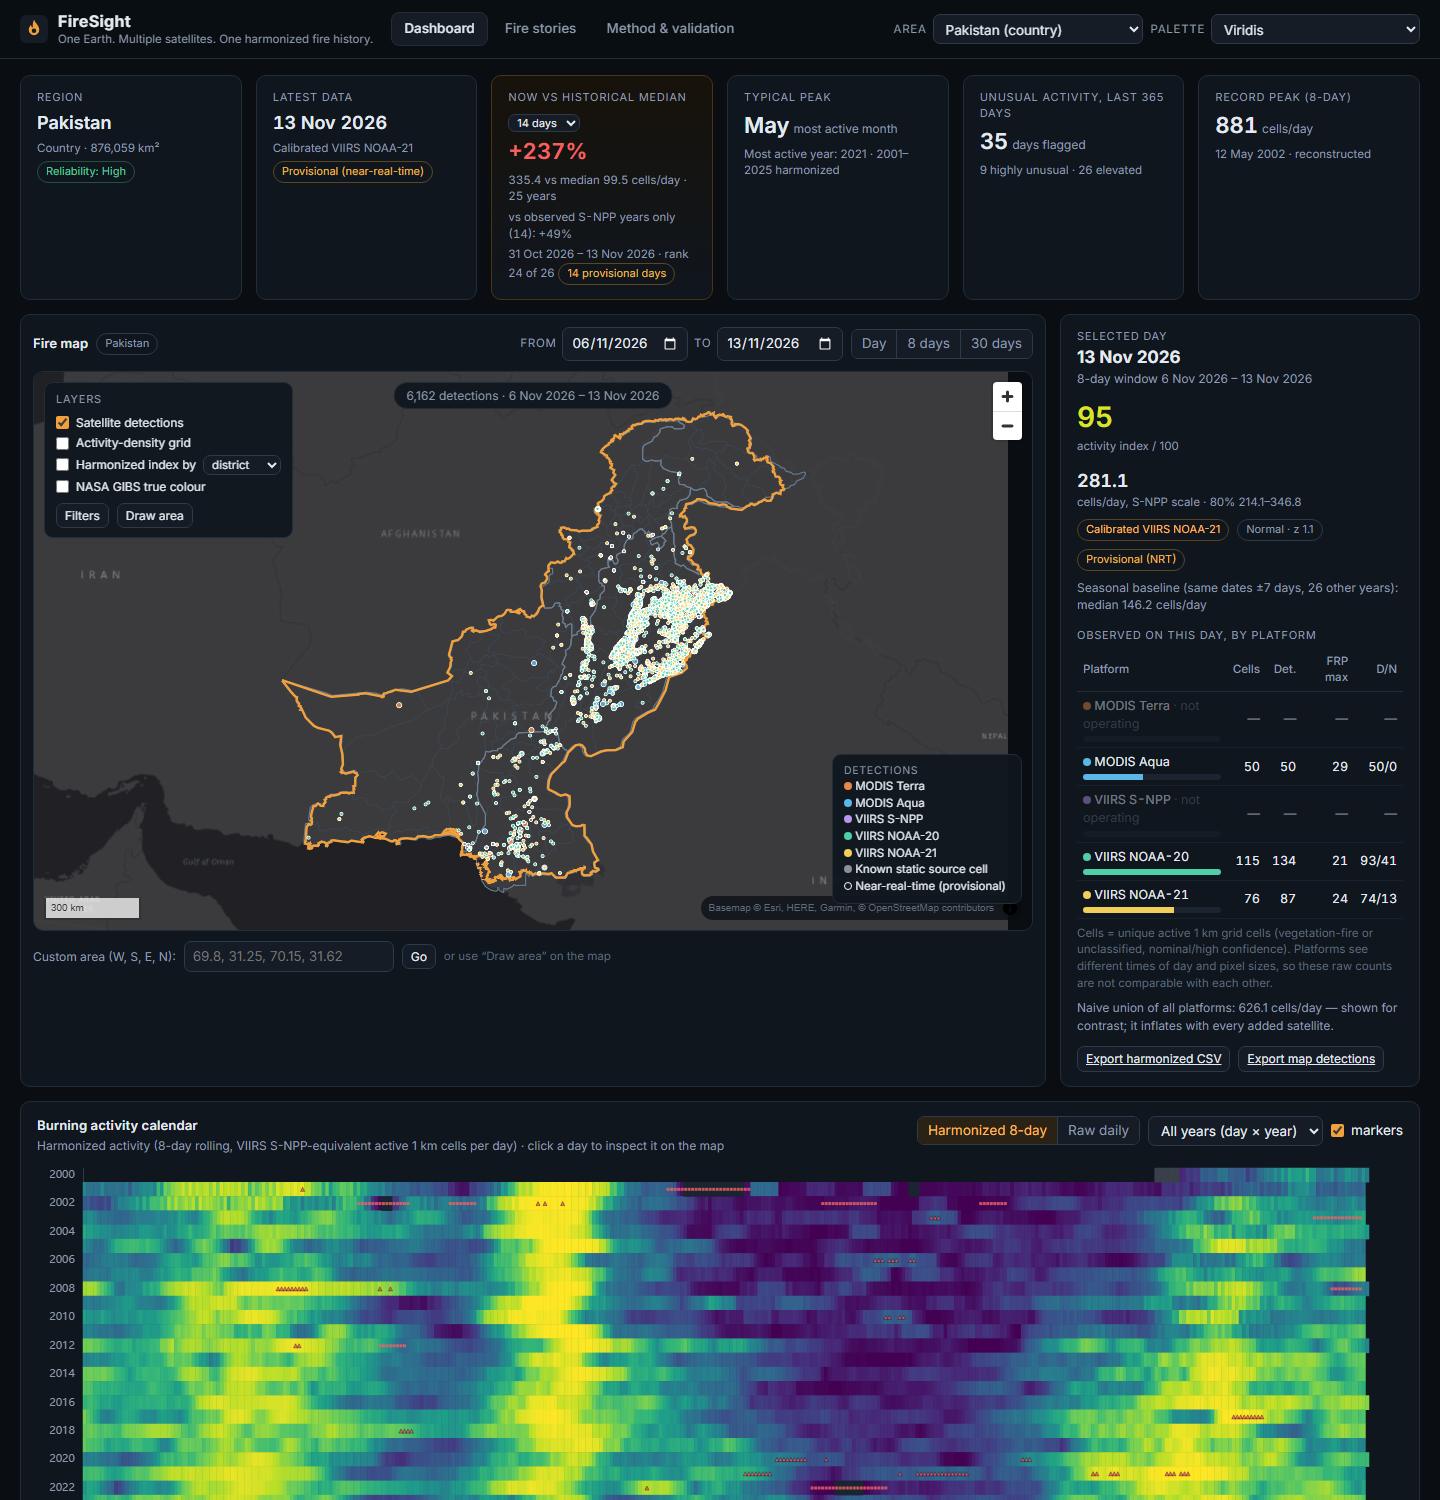 FireSight
One Earth. Multiple satellites. One harmonized fire history.
Dashboard
Fire stories
Method & validation
AREA
Pakistan (country)
PALETTE
Viridis
REGION
Pakistan
Country · 876,059 km²
Reliability: High
LATEST DATA
13 Nov 2026
Calibrated VIIRS NOAA-21
Provisional (near-real-time)
NOW VS HISTORICAL MEDIAN
14 days
+237%
335.4 vs median 99.5 cells/day ·
25 years
vs observed S-NPP years only
(14): +49%
31 Oct 2026 – 13 Nov 2026 · rank
24 of 26
14 provisional days
TYPICAL PEAK
May most active month
Most active year: 2021 · 2001–
2025 harmonized
UNUSUAL ACTIVITY, LAST 365
DAYS
35 days flagged
9 highly unusual · 26 elevated
RECORD PEAK (8-DAY)
881 cells/day
12 May 2002 · reconstructed
Fire map
Pakistan
FROM
06/11/2026
TO
13/11/2026
Day
8 days
30 days
LAYERS
Satellite detections
Activity-density grid
Harmonized index by
district
NASA GIBS true colour
Filters
Draw area
6,162 detections · 6 Nov 2026 – 13 Nov 2026
+
−
AFGHANISTAN
IRAN
PAKISTAN
NEPAL
Gulf of Oman
IN
300 km
DETECTIONS
MODIS Terra
MODIS Aqua
VIIRS S-NPP
VIIRS NOAA-20
VIIRS NOAA-21
Known static source cell
Near-real-time (provisional)
Basemap © Esri, HERE, Garmin, © OpenStreetMap contributors
Custom area (W, S, E, N):
69.8, 31.25, 70.15, 31.62
Go
or use “Draw area” on the map
SELECTED DAY
13 Nov 2026
8-day window 6 Nov 2026 – 13 Nov 2026
95
activity index / 100
281.1
cells/day, S-NPP scale · 80% 214.1–346.8
Calibrated VIIRS NOAA-21
Normal · z 1.1
Provisional (NRT)
Seasonal baseline (same dates ±7 days, 26 other years):
median 146.2 cells/day
OBSERVED ON THIS DAY, BY PLATFORM
Platform Cells Det. FRP max D/N
MODIS Terra · not operating — — — —
MODIS Aqua 50 50 29 50/0
VIIRS S-NPP · not operating — — — —
VIIRS NOAA-20 115 134 21 93/41
VIIRS NOAA-21 76 87 24 74/13
Cells = unique active 1 km grid cells (vegetation-fire or
unclassified, nominal/high confidence). Platforms see
different times of day and pixel sizes, so these raw counts
are not comparable with each other.
Naive union of all platforms: 626.1 cells/day — shown for
contrast; it inflates with every added satellite.
Export harmonized CSV
Export map detections
Burning activity calendar
Harmonized activity (8-day rolling, VIIRS S-NPP-equivalent active 1 km cells per day) · click a day to inspect it on the map
Harmonized 8-day
Raw daily
All years (day × year)
markers
2000
2002
2004
2006
2008
2010
2012
2014
2016
2018
2020
2022